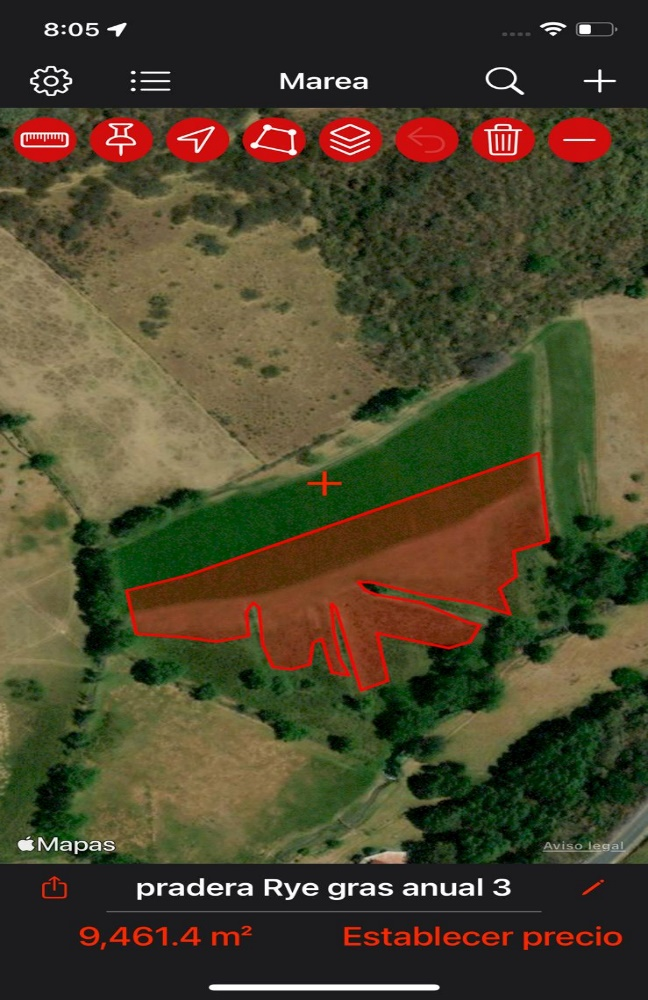 8:05
Marea
Mapas
Aviso legal
pradera Rye gras anual 3
9,461.4 m²
Establecer precio